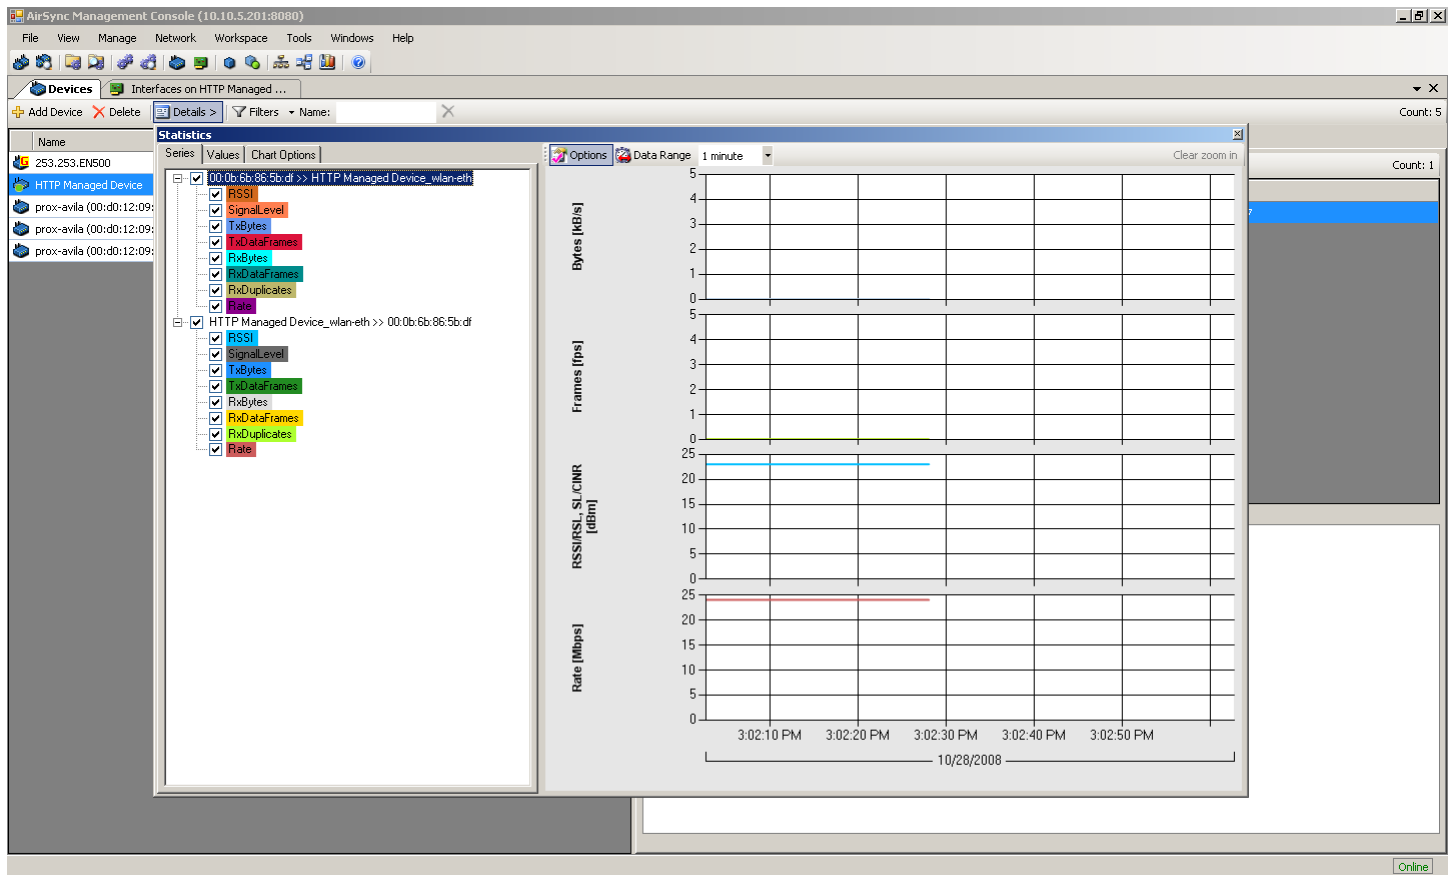 AirSync Management Console (10.10.5.201:8080)
File View Manage Network Workspace Tools Windows Help
Devices Interfaces on HTTP Managed ...
Add Device Delete Details > Filters Name: Count: 5
Name
253.253.EN500
HTTP Managed Device
prox-avila (00:d0:12:09:
prox-avila (00:d0:12:09:
prox-avila (00:d0:12:09:
Count: 1
7
Statistics
Series Values Chart Options
00:0b:6b:86:5b:df >> HTTP Managed Device_wlan-eth
RSSI
SignalLevel
TxBytes
TxDataFrames
RxBytes
RxDataFrames
RxDuplicates
Rate
HTTP Managed Device_wlan-eth >> 00:0b:6b:86:5b:df
RSSI
SignalLevel
TxBytes
TxDataFrames
RxBytes
RxDataFrames
RxDuplicates
Rate
Options Data Range 1 minute Clear zoom in
Bytes [kB/s]
5
4
3
2
1
0
Frames [fps]
5
4
3
2
1
0
RSSI/RSL, SL/CINR
[dBm]
25
20
15
10
5
0
Rate [Mbps]
25
20
15
10
5
0
3:02:10 PM 3:02:20 PM 3:02:30 PM 3:02:40 PM 3:02:50 PM
10/28/2008
Online